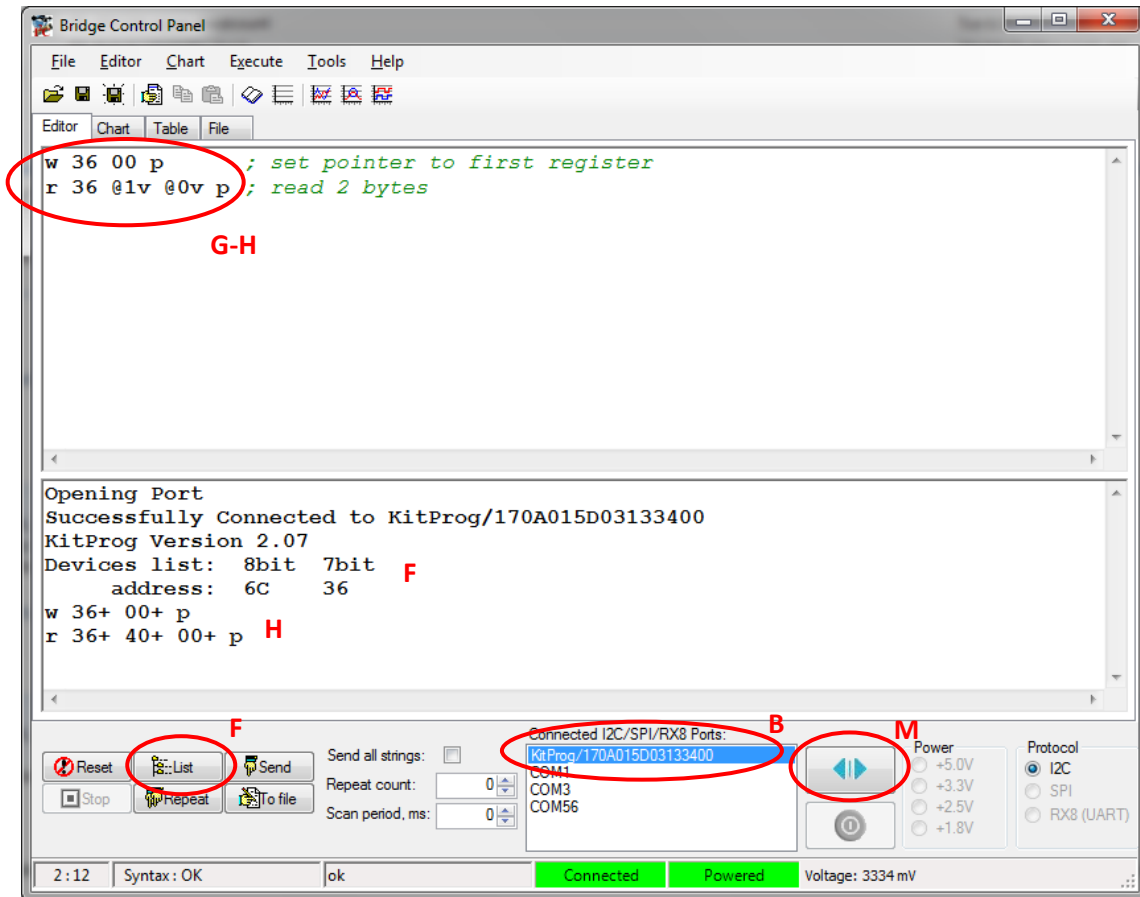 Bridge Control Panel
File Editor Chart Execute Tools Help
Editor Chart Table File
w 36 00 p ; set pointer to first register
r 36 @1v @0v p ; read 2 bytes
G-H
Opening Port
Successfully Connected to KitProg/170A015D03133400
KitProg Version 2.07
Devices list: 8bit 7bit
F
address: 6C 36
w 36+ 00+ p
r 36+ 40+ 00+ p
H
F
B
M
Reset List Send
Stop Repeat To file
Send all strings:
Repeat count: 0
Scan period, ms: 0
Connected I2C/SPI/RX8 Ports:
KitProg/170A015D03133400
COM1
COM3
COM56
Power
+5.0V
+3.3V
+2.5V
+1.8V
Protocol
I2C
SPI
RX8 (UART)
2:12 Syntax : OK ok Connected Powered Voltage: 3334 mV